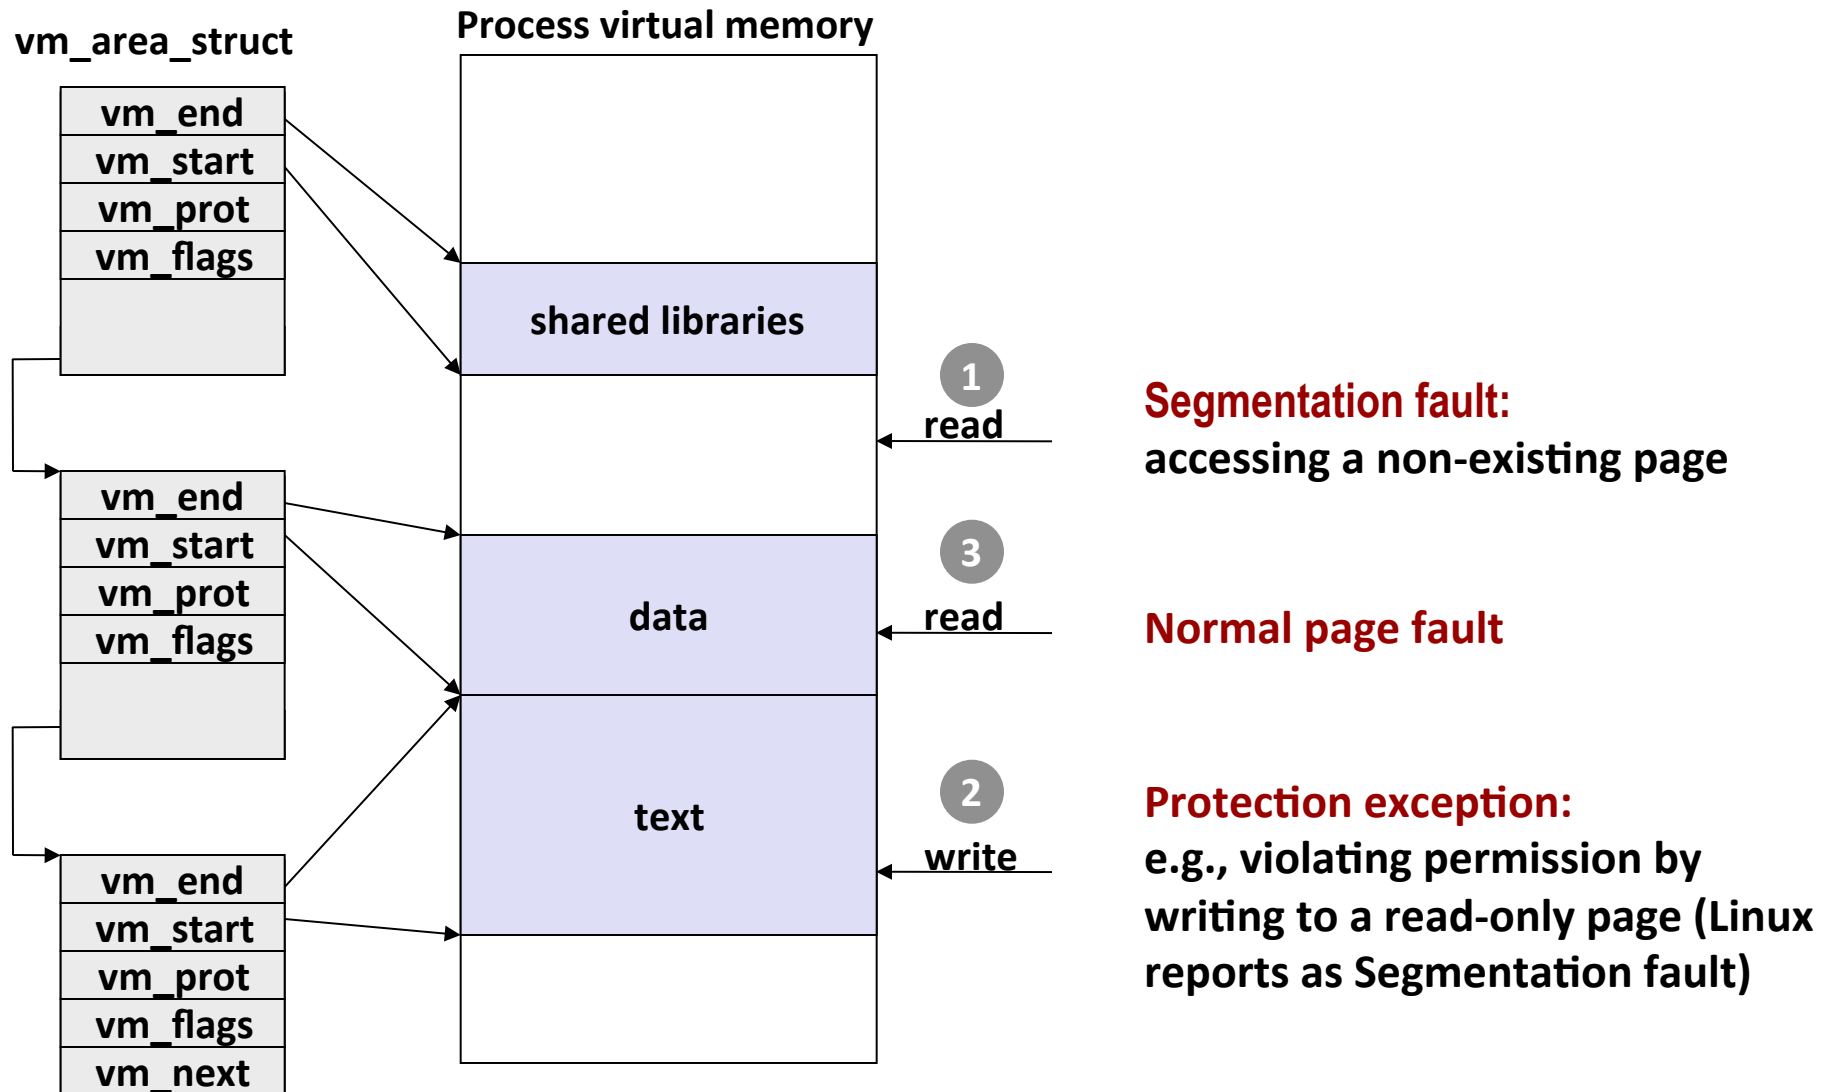 Process virtual memory
vm_area_struct
vm_end
vm_start
vm_prot
vm_flags
shared libraries
1
read
Segmentation fault:
accessing a non-existing page
vm_end
vm_start
vm_prot
vm_flags
data
3
read
Normal page fault
text
2
write
Protection exception:
e.g., violating permission by
writing to a read-only page (Linux
reports as Segmentation fault)
vm_end
vm_start
vm_prot
vm_flags
vm_next